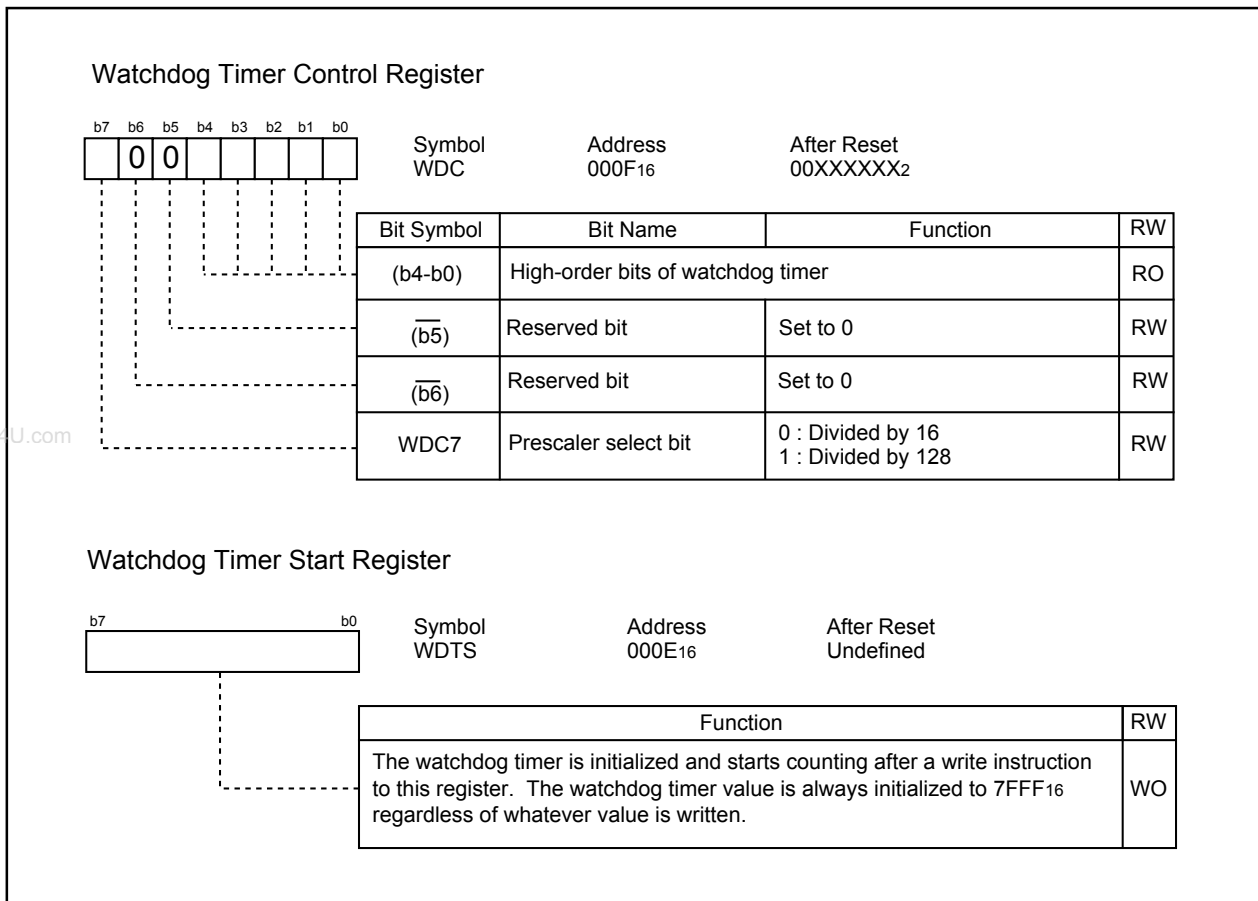 Watchdog Timer Control Register
b7 b6 b5 b4 b3 b2 b1 b0
0 0
Symbol Address After Reset
WDC 000F16 00XXXXXX2
Bit Symbol Bit Name Function RW
(b4-b0) High-order bits of watchdog timer RO
(b5) Reserved bit Set to 0 RW
(b6) Reserved bit Set to 0 RW
WDC7 Prescaler select bit 0 : Divided by 16
1 : Divided by 128 RW
4U.com
Watchdog Timer Start Register
b7 b0
Symbol Address After Reset
WDTS 000E16 Undefined
Function RW
The watchdog timer is initialized and starts counting after a write instruction
to this register. The watchdog timer value is always initialized to 7FFF16
regardless of whatever value is written.
WO